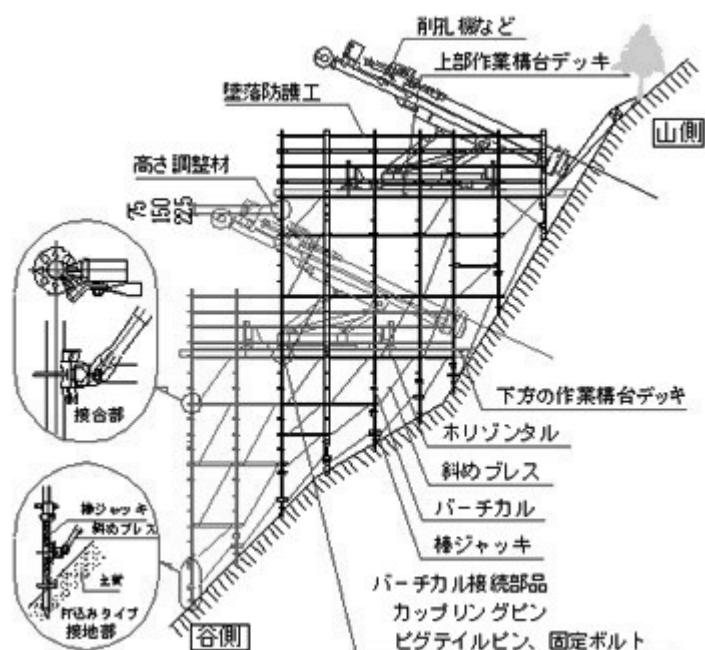 削孔機など
上部作業構台デッキ
墜落防護工
山側
高さ調整材
75
150
225
接合部
下方の作業構台デッキ
ホリゾンタル
斜めブレス
バーチカル
棒ジャッキ
棒ジャッキ
斜めブレス
土質
打込みタイプ
接地部
谷側
バーチカル接続部品
カップリングピン
ピグテイルピン、固定ボルト